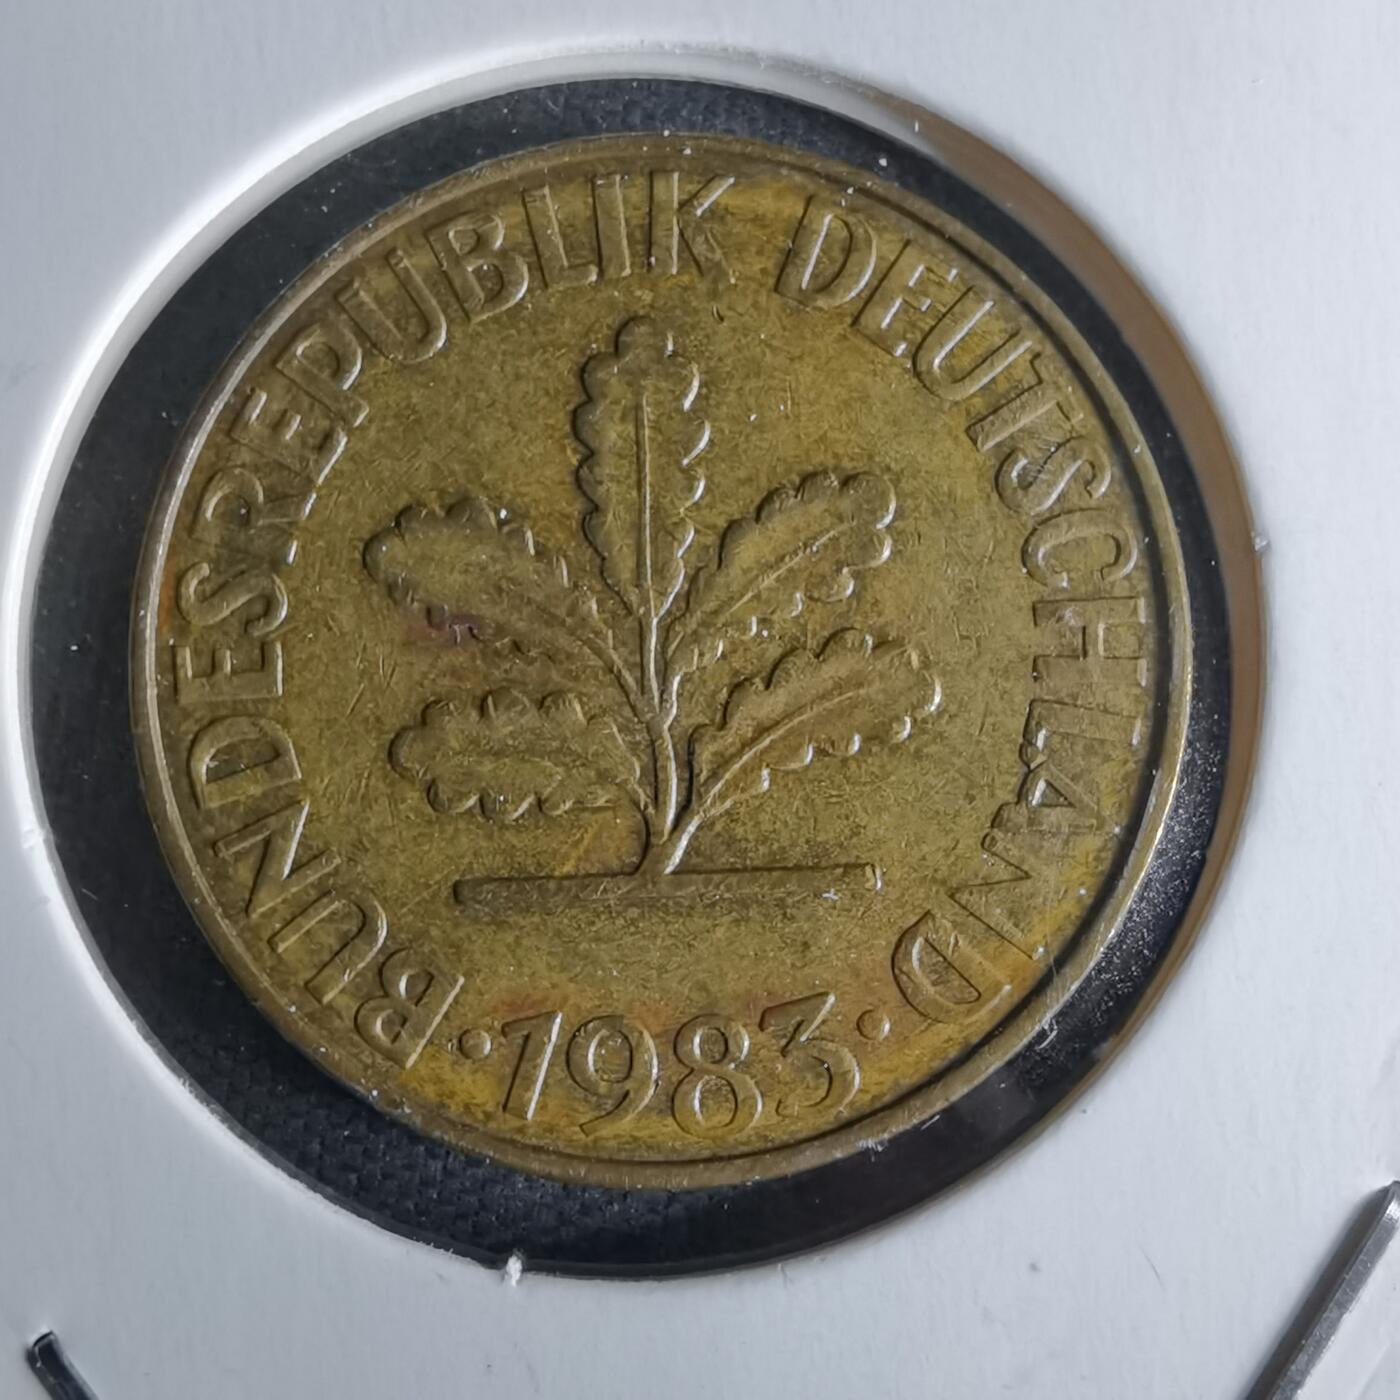 BUNDESREPUBLIK DEUTSCHLAND
·1983·